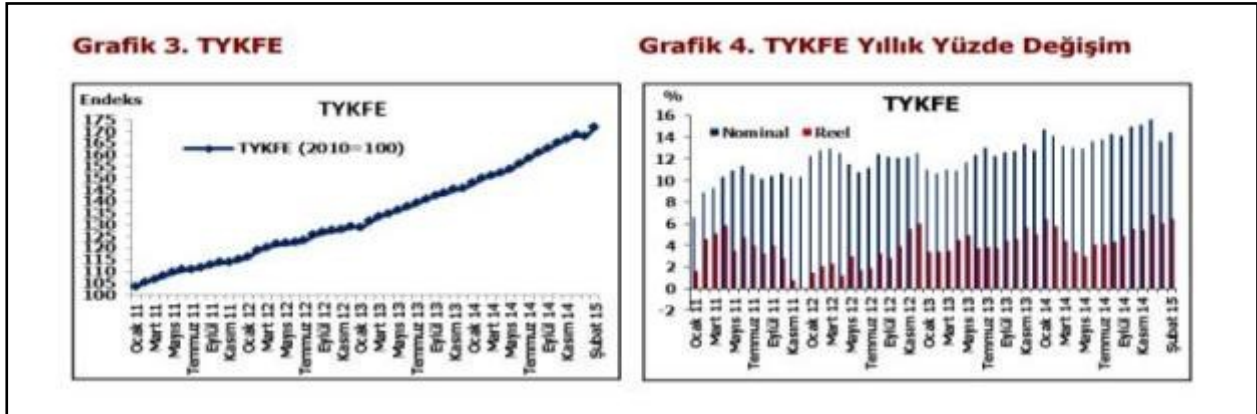 Grafik 3. TYKFE
Endeks
TYKFE
175
165
155
145
135
125
120
115
110
105
100
TYKFE (2010=100)
Ocak 11
Mart 11
Mayıs 11
Temmuz 11
Eylül 11
Kasım 11
Ocak 12
Mart 12
Mayıs 12
Temmuz 12
Eylül 12
Kasım 12
Ocak 13
Mart 13
Mayıs 13
Temmuz 13
Eylül 13
Kasım 13
Ocak 14
Mart 14
Mayıs 14
Temmuz 14
Eylül 14
Kasım 14
Şubat 15
Grafik 4. TYKFE Yıllık Yüzde Değişim
%
TYKFE
16
14
12
10
8
6
4
2
0
-2
Nominal Reel
Ocak 11
Mart 11
Mayıs 11
Temmuz 11
Eylül 11
Kasım 11
Ocak 12
Mart 12
Mayıs 12
Temmuz 12
Eylül 12
Kasım 12
Ocak 13
Mart 13
Mayıs 13
Temmuz 13
Eylül 13
Kasım 13
Ocak 14
Mart 14
Mayıs 14
Temmuz 14
Eylül 14
Kasım 14
Şubat 15